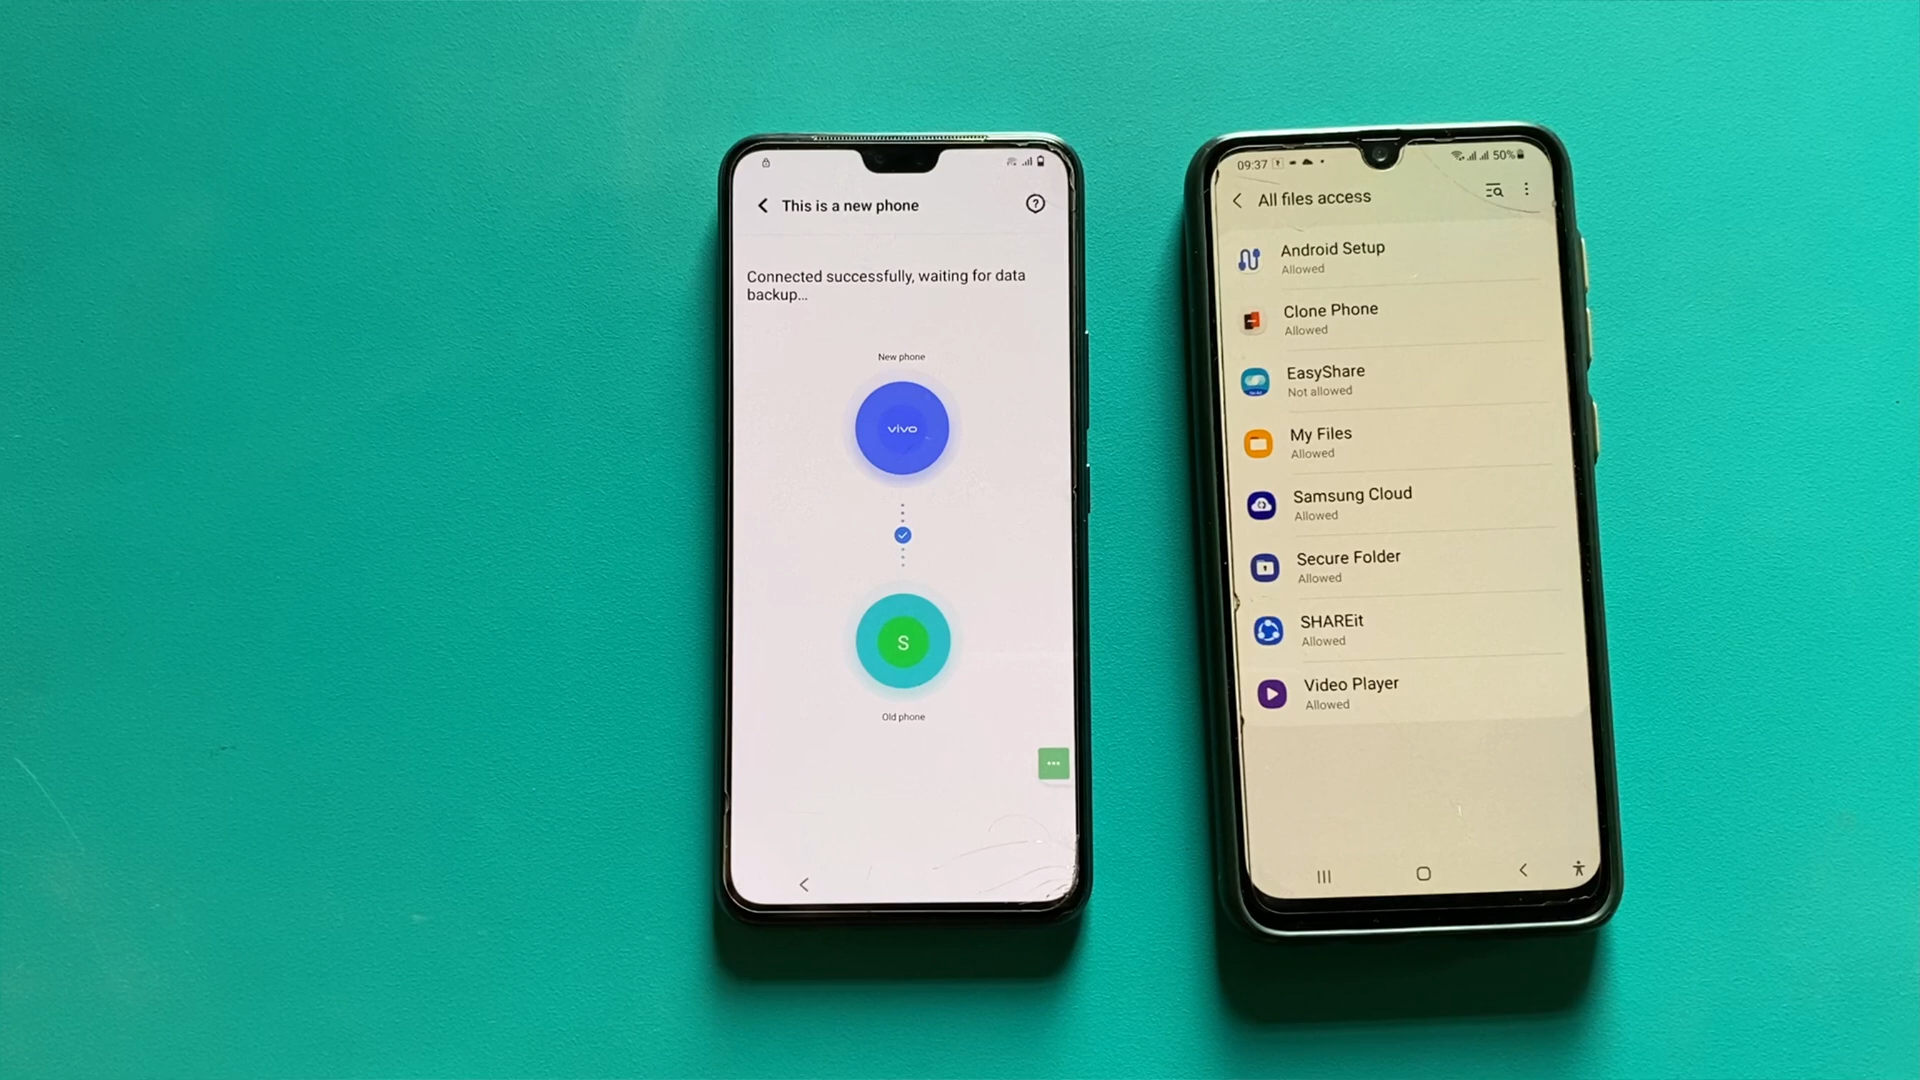 This is a new phone
?
Connected successfully, waiting for data
backup...
New phone
vivo
S
Old phone
09:37
50%
All files access
Android Setup
Allowed
Clone Phone
Allowed
EasyShare
Not allowed
My Files
Allowed
Samsung Cloud
Allowed
Secure Folder
Allowed
SHAREit
Allowed
Video Player
Allowed